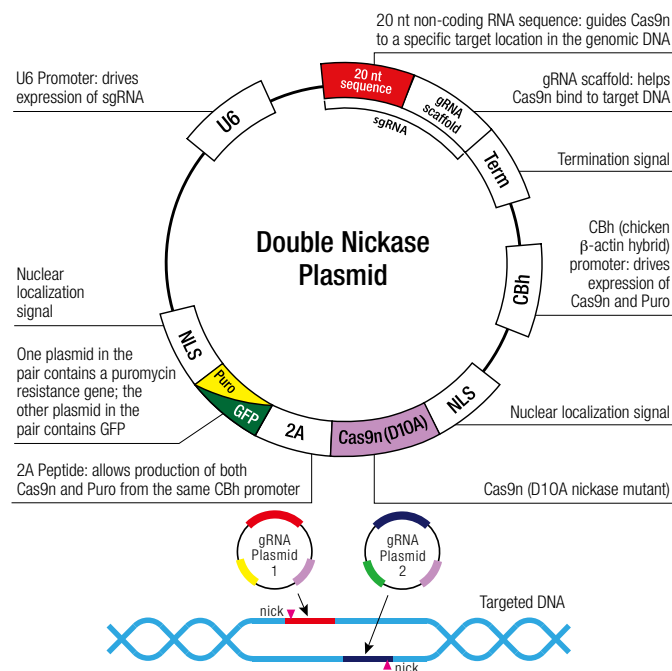 20 nt non-coding RNA sequence: guides Cas9n
to a specific target location in the genomic DNA
U6 Promoter: drives
expression of sgRNA
gRNA scaffold: helps
Cas9n bind to target DNA
20 nt
sequence
gRNA
scaffold
sgRNA
U6
Term
Termination signal
Double Nickase
Plasmid
CBh (chicken
β-actin hybrid)
promoter: drives
expression of
Cas9n and Puro
CBh
Nuclear
localization
signal
NLS
One plasmid in the
pair contains a puromycin
resistance gene; the
other plasmid in the
pair contains GFP
Puro
GFP
2A
Cas9n (D10A)
NLS
Nuclear localization signal
2A Peptide: allows production of both
Cas9n and Puro from the same CBh promoter
Cas9n (D10A nickase mutant)
gRNA
Plasmid
1
gRNA
Plasmid
2
nick
Targeted DNA
nick